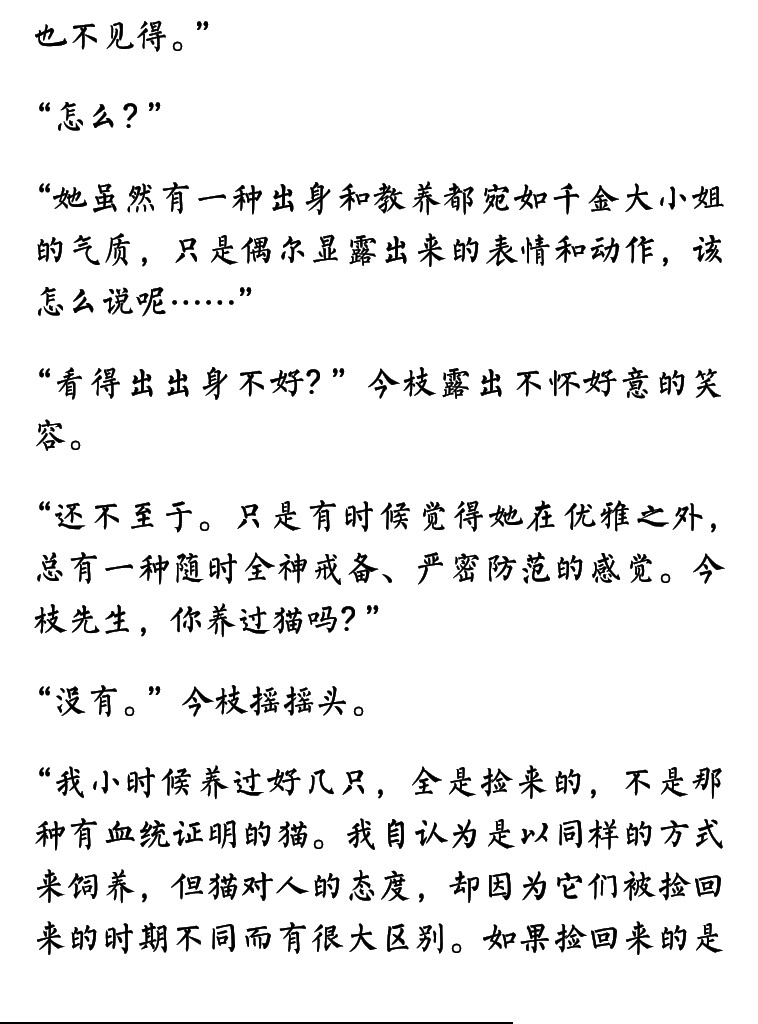 也不见得。”
“怎么？”
“她虽然有一种出身和教养都宛如千金大小姐
的气质，只是偶尔显露出来的表情和动作，该
怎么说呢……”
“看得出出身不好？”今枝露出不怀好意的笑
容。
“还不至于。只是有时候觉得她在优雅之外，
总有一种随时全神戒备、严密防范的感觉。今
枝先生，你养过猫吗？”
“没有。”今枝摇摇头。
“我小时候养过好几只，全是捡来的，不是那
种有血统证明的猫。我自认为是以同样的方式
来饲养，但猫对人的态度，却因为它们被捡回
来的时期不同而有很大区别。如果捡回来的是